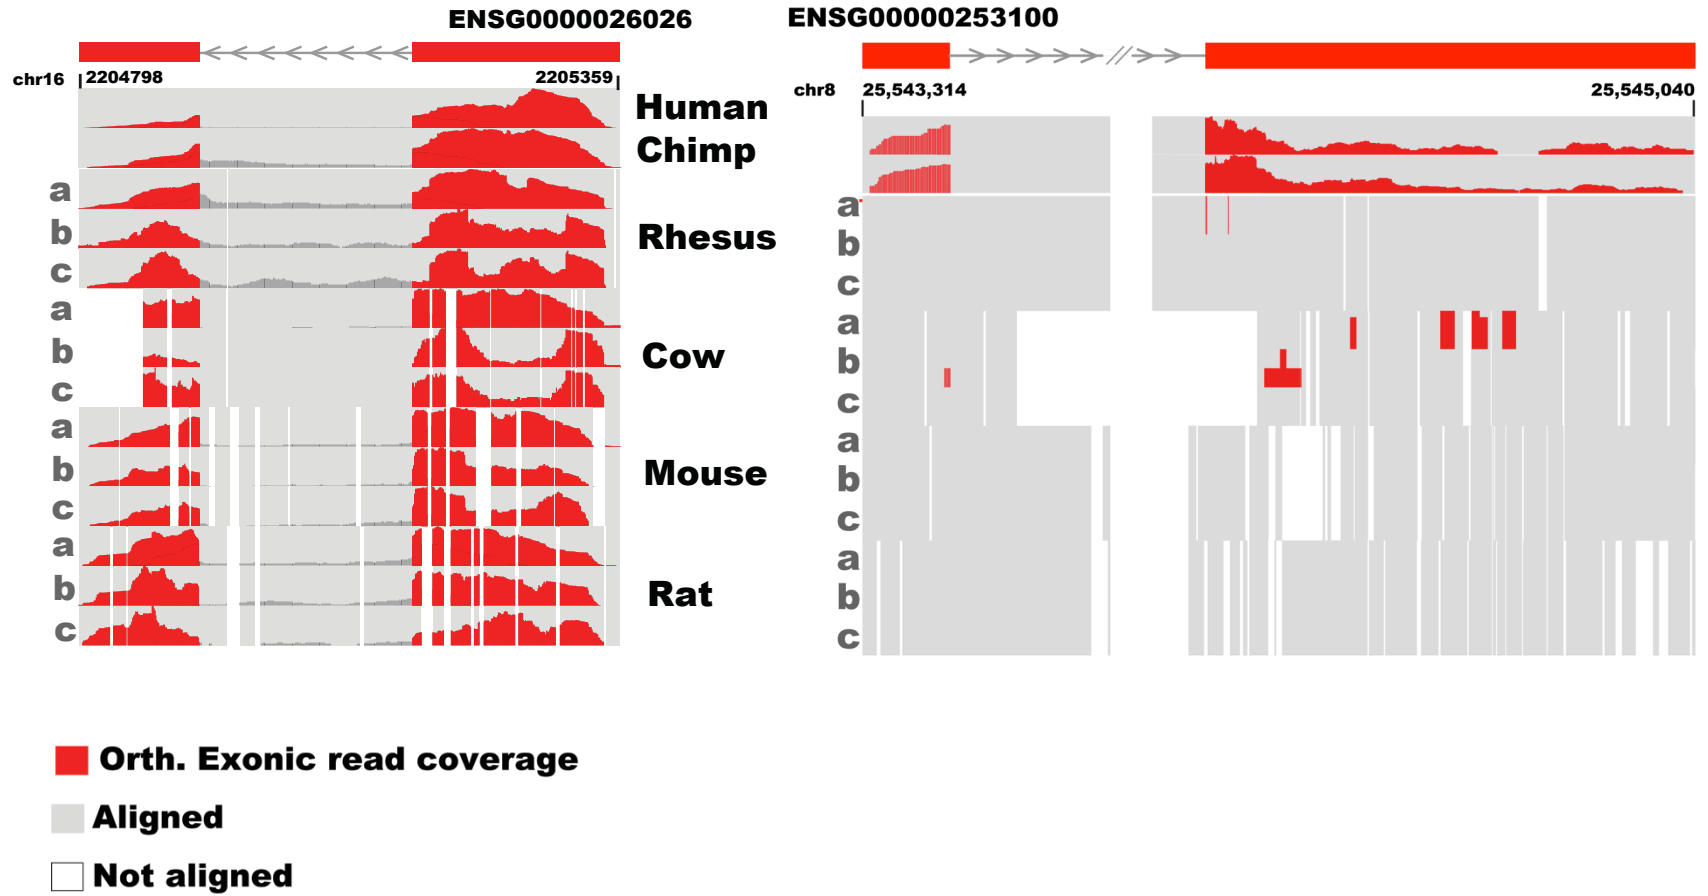 ENSG0000026026
ENSG00000253100
chr16 2204798 2205359
chr8 25,543,314 25,545,040
Human
Chimp
a
b
c
Rhesus
a
b
c
Cow
a
b
c
Mouse
a
b
c
Rat
a
b
c
a
b
c
a
b
c
a
b
c
Orth. Exonic read coverage
Aligned
Not aligned